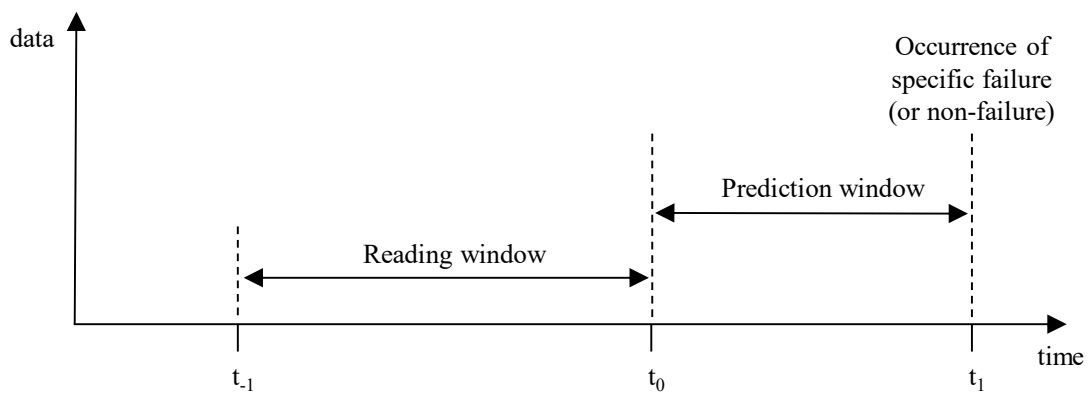 data
Occurrence of
specific failure
(or non-failure)
Prediction window
Reading window
time
t-1
t0
t1